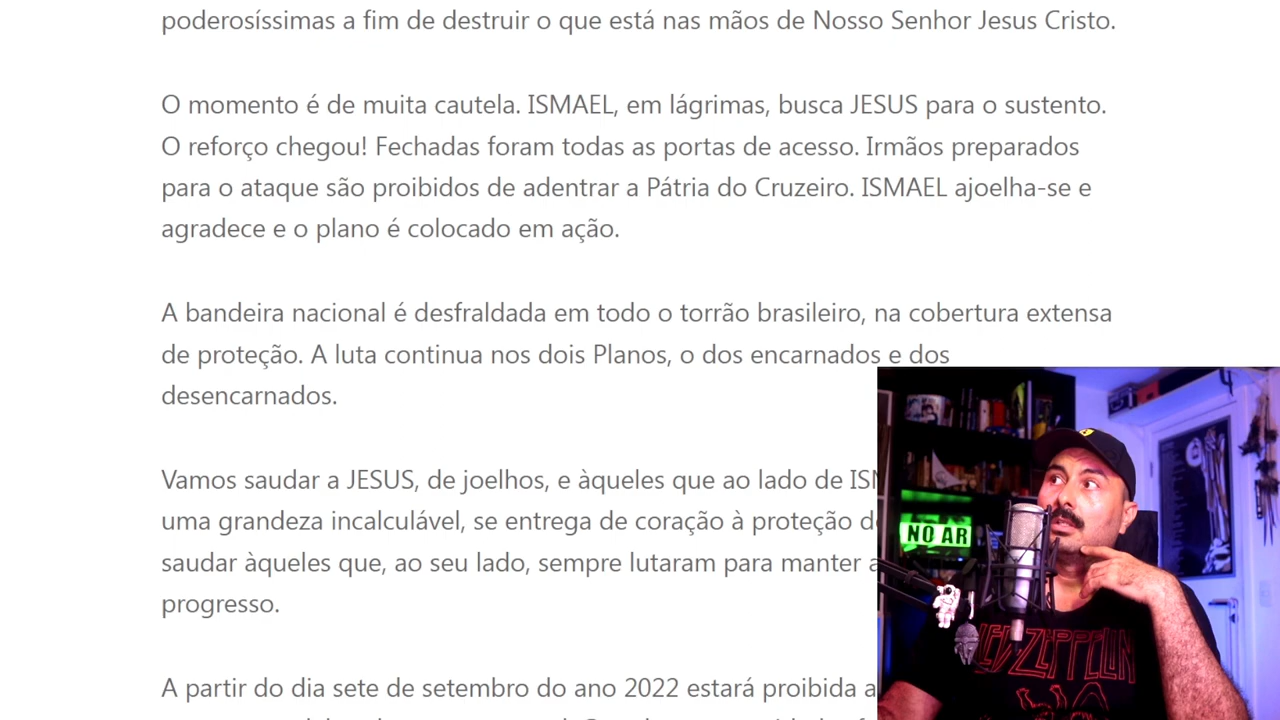 poderosíssimas a fim de destruir o que está nas mãos de Nosso Senhor Jesus Cristo.
O momento é de muita cautela. ISMAEL, em lágrimas, busca JESUS para o sustento.
O reforço chegou! Fechadas foram todas as portas de acesso. Irmãos preparados
para o ataque são proibidos de adentrar a Pátria do Cruzeiro. ISMAEL ajoelha-se e
agradece e o plano é colocado em ação.
A bandeira nacional é desfraldada em todo o torrão brasileiro, na cobertura extensa
de proteção. A luta continua nos dois Planos, o dos encarnados e dos
desencarnados.
Vamos saudar a JESUS, de joelhos, e àqueles que ao lado de
uma grandeza incalculável, se entrega de coração à proteção
saudar àqueles que, ao seu lado, sempre lutaram para manter
progresso.
A partir do dia sete de setembro do ano 2022 estará proibida
NO AR
LED ZEPPELIN